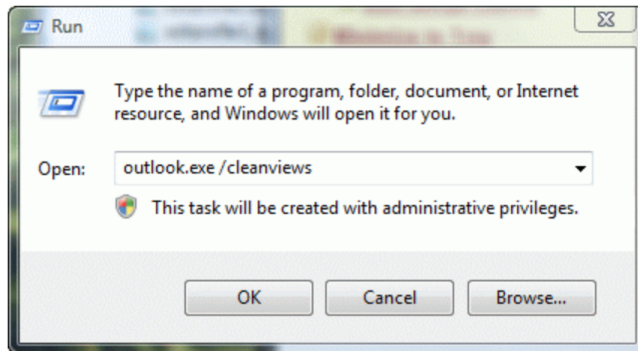 Run
Type the name of a program, folder, document, or Internet
resource, and Windows will open it for you.
Open:
outlook.exe /cleanviews
This task will be created with administrative privileges.
OK
Cancel
Browse...